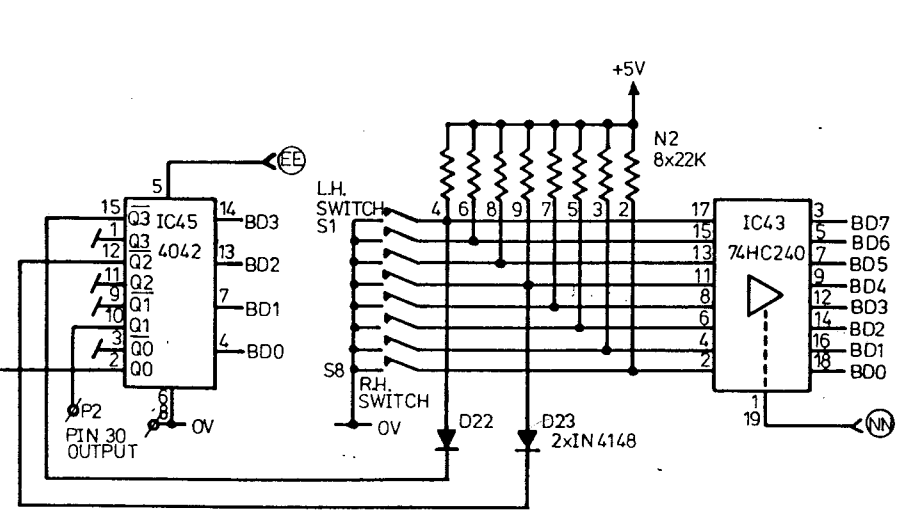 +5V
N2
8x22K
EE
5
L.H.
SWITCH
S1
4 6 8 9 7 5 3 2
15 Q3
IC45
14 BD3
1 Q3
4042
12 Q2
13 BD2
11 Q2
9 Q1
7 BD1
10 Q1
3 Q0
4 BD0
2 Q0
6
8
0V
P2
PIN 30
OUTPUT
S8
R.H.
SWITCH
0V
D22
D23
2xIN4148
17
IC43
3 BD7
15
74HC240
5 BD6
13
7 BD5
11
9 BD4
8
12 BD3
6
14 BD2
4
16 BD1
2
18 BD0
1
19
NN